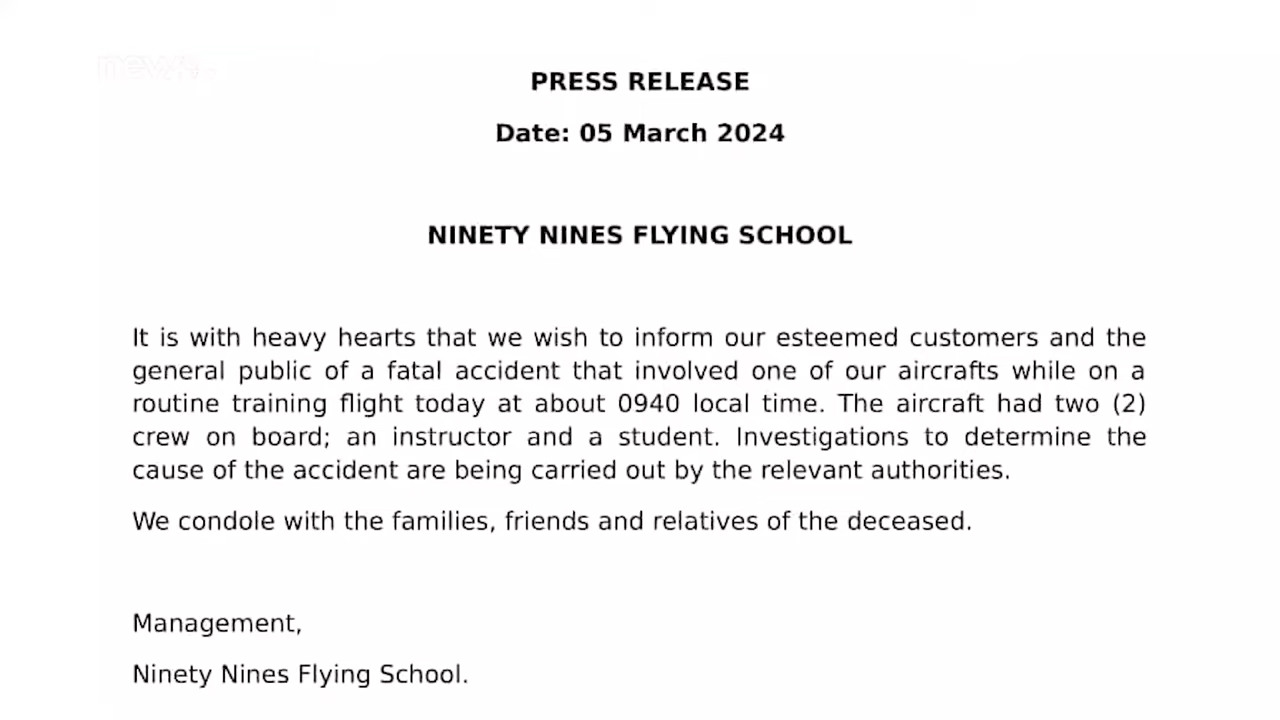 news
PRESS RELEASE
Date: 05 March 2024
NINETY NINES FLYING SCHOOL
It is with heavy hearts that we wish to inform our esteemed customers and the
general public of a fatal accident that involved one of our aircrafts while on a
routine training flight today at about 0940 local time. The aircraft had two (2)
crew on board; an instructor and a student. Investigations to determine the
cause of the accident are being carried out by the relevant authorities.
We condole with the families, friends and relatives of the deceased.
Management,
Ninety Nines Flying School.